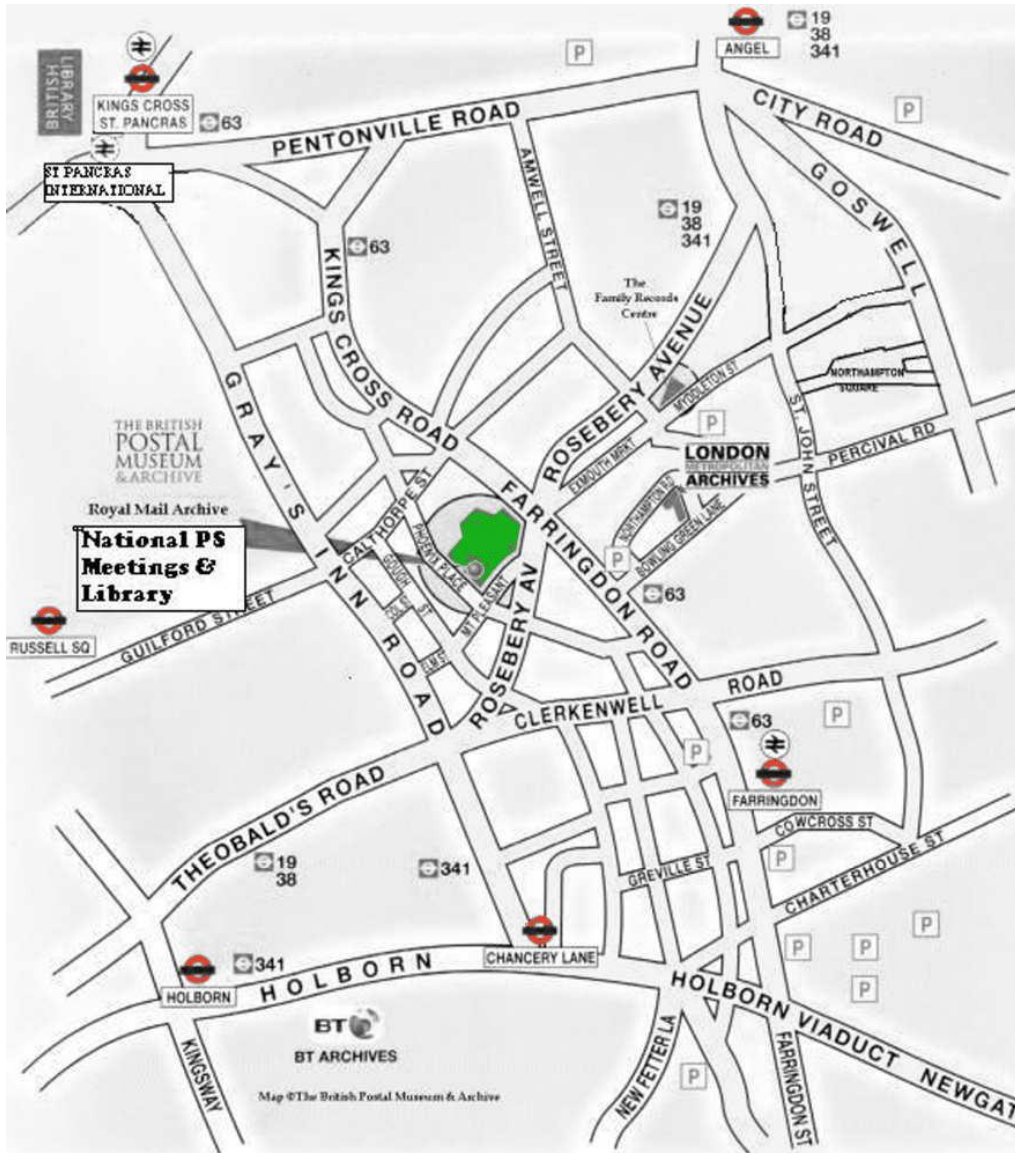 ANGEL
19
38
341
P
BRITISH
LIBRARY
KINGS CROSS
ST. PANCRAS
63
PENTONVILLE ROAD
CITY ROAD
P
ST PANCRAS
INTERNATIONAL
AMWELL STREET
GOSWELL
19
38
341
63
KINGS CROSS ROAD
The
Family Records
Centre
ROSEBERY AVENUE
MYDDLETON ST
NORTHAMPTON
SQUARE
GRAY'S INN ROAD
THE BRITISH
POSTAL
MUSEUM
& ARCHIVE
P
EXMOUTH MRKT
LONDON
METROPOLITAN
ARCHIVES
PERCIVAL RD
ST. JOHN STREET
Royal Mail Archive
National PS
Meetings &
Library
CALTHORPE ST
FARRINGDON ROAD
NORTHAMPTON RD
BOWLING GREEN LANE
P
PHOENIX PLACE
GOUGH ST
COLEY
MT PLEASANT
ELM ST
ROSEBERY AV
63
RUSSELL SQ
GUILFORD STREET
CLERKENWELL ROAD
P
63
P
FARRINGDON
THEOBALD'S ROAD
COWCROSS ST
P
GREVILLE ST
CHARTERHOUSE ST
19
38
341
P
CHANCERY LANE
P
P
P
HOLBORN
341
HOLBORN
HOLBORN VIADUCT
NEWGAT
BT
BT ARCHIVES
KINGSWAY
NEW FETTER LA
P
FARRINGDON ST
Map ©The British Postal Museum & Archive